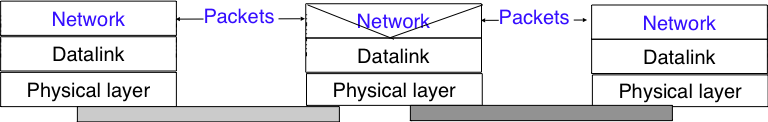 Network
Packets
Network
Packets
Network
Datalink
Datalink
Datalink
Physical layer
Physical layer
Physical layer